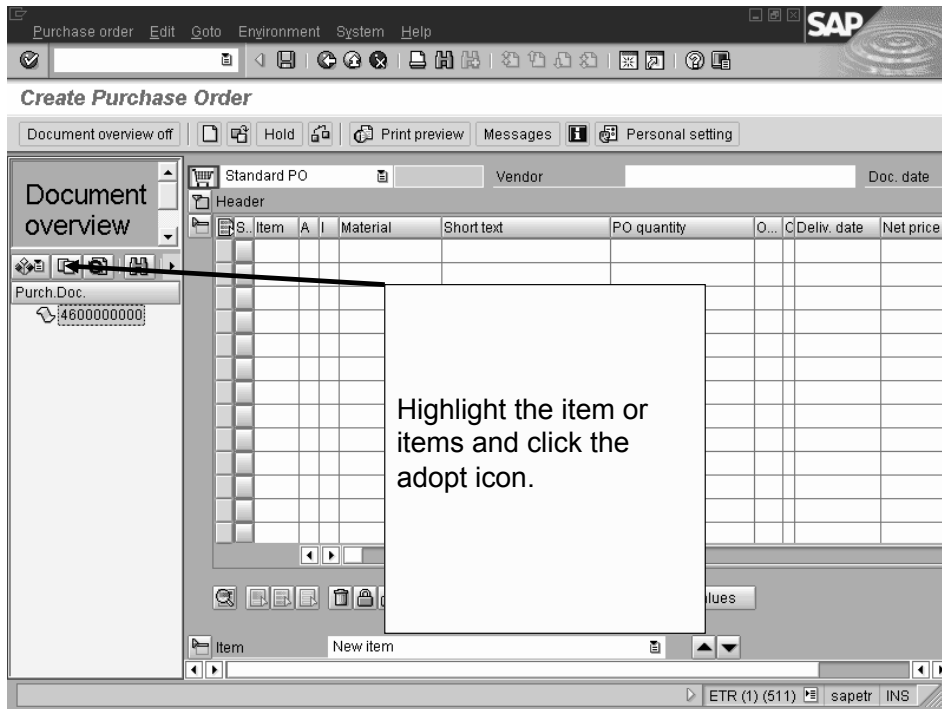 Purchase order Edit Goto Environment System Help
SAP
Create Purchase Order
Document overview off Hold Print preview Messages Personal setting
Document overview
Standard PO Vendor Doc. date
Header
S.. Item A I Material Short text PO quantity O... C Deliv. date Net price
Purch.Doc.
4600000000
Highlight the item or
items and click the
adopt icon.
Item New item
ETR (1) (511) sapetr INS